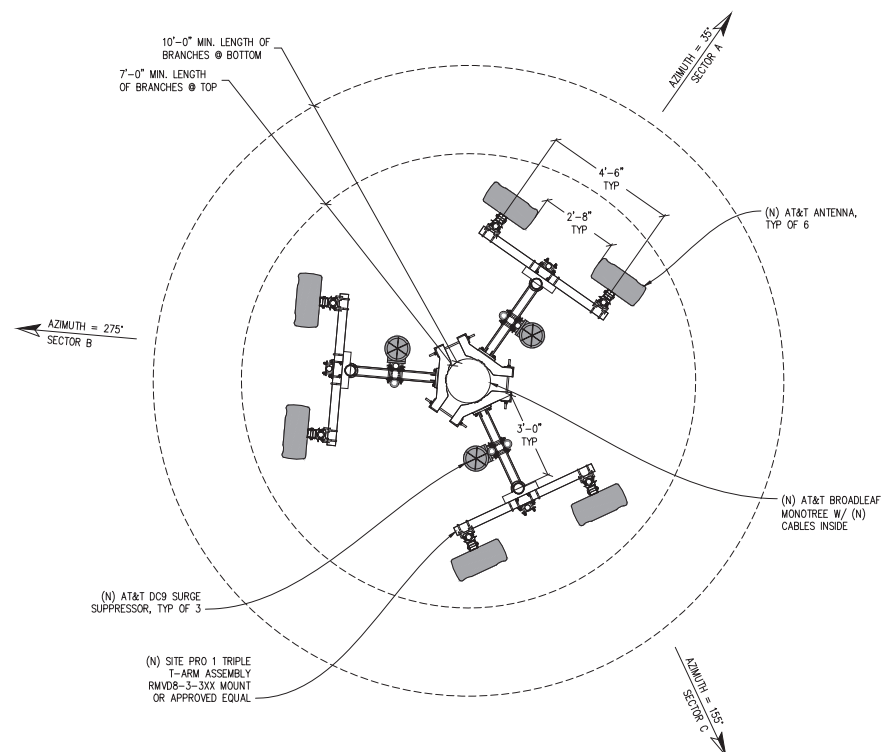 10'-0" MIN. LENGTH OF
BRANCHES @ BOTTOM
7'-0" MIN. LENGTH
OF BRANCHES @ TOP
AZIMUTH = 35°
SECTOR A
4'-6"
TYP
2'-8"
TYP
(N) AT&T ANTENNA,
TYP OF 6
AZIMUTH = 275°
SECTOR B
3'-0"
TYP
(N) AT&T BROADLEAF
MONOTREE W/ (N)
CABLES INSIDE
(N) AT&T DC9 SURGE
SUPPRESSOR, TYP OF 3
(N) SITE PRO 1 TRIPLE
T-ARM ASSEMBLY
RMVD8-3-3XX MOUNT
OR APPROVED EQUAL
AZIMUTH = 155°
SECTOR C